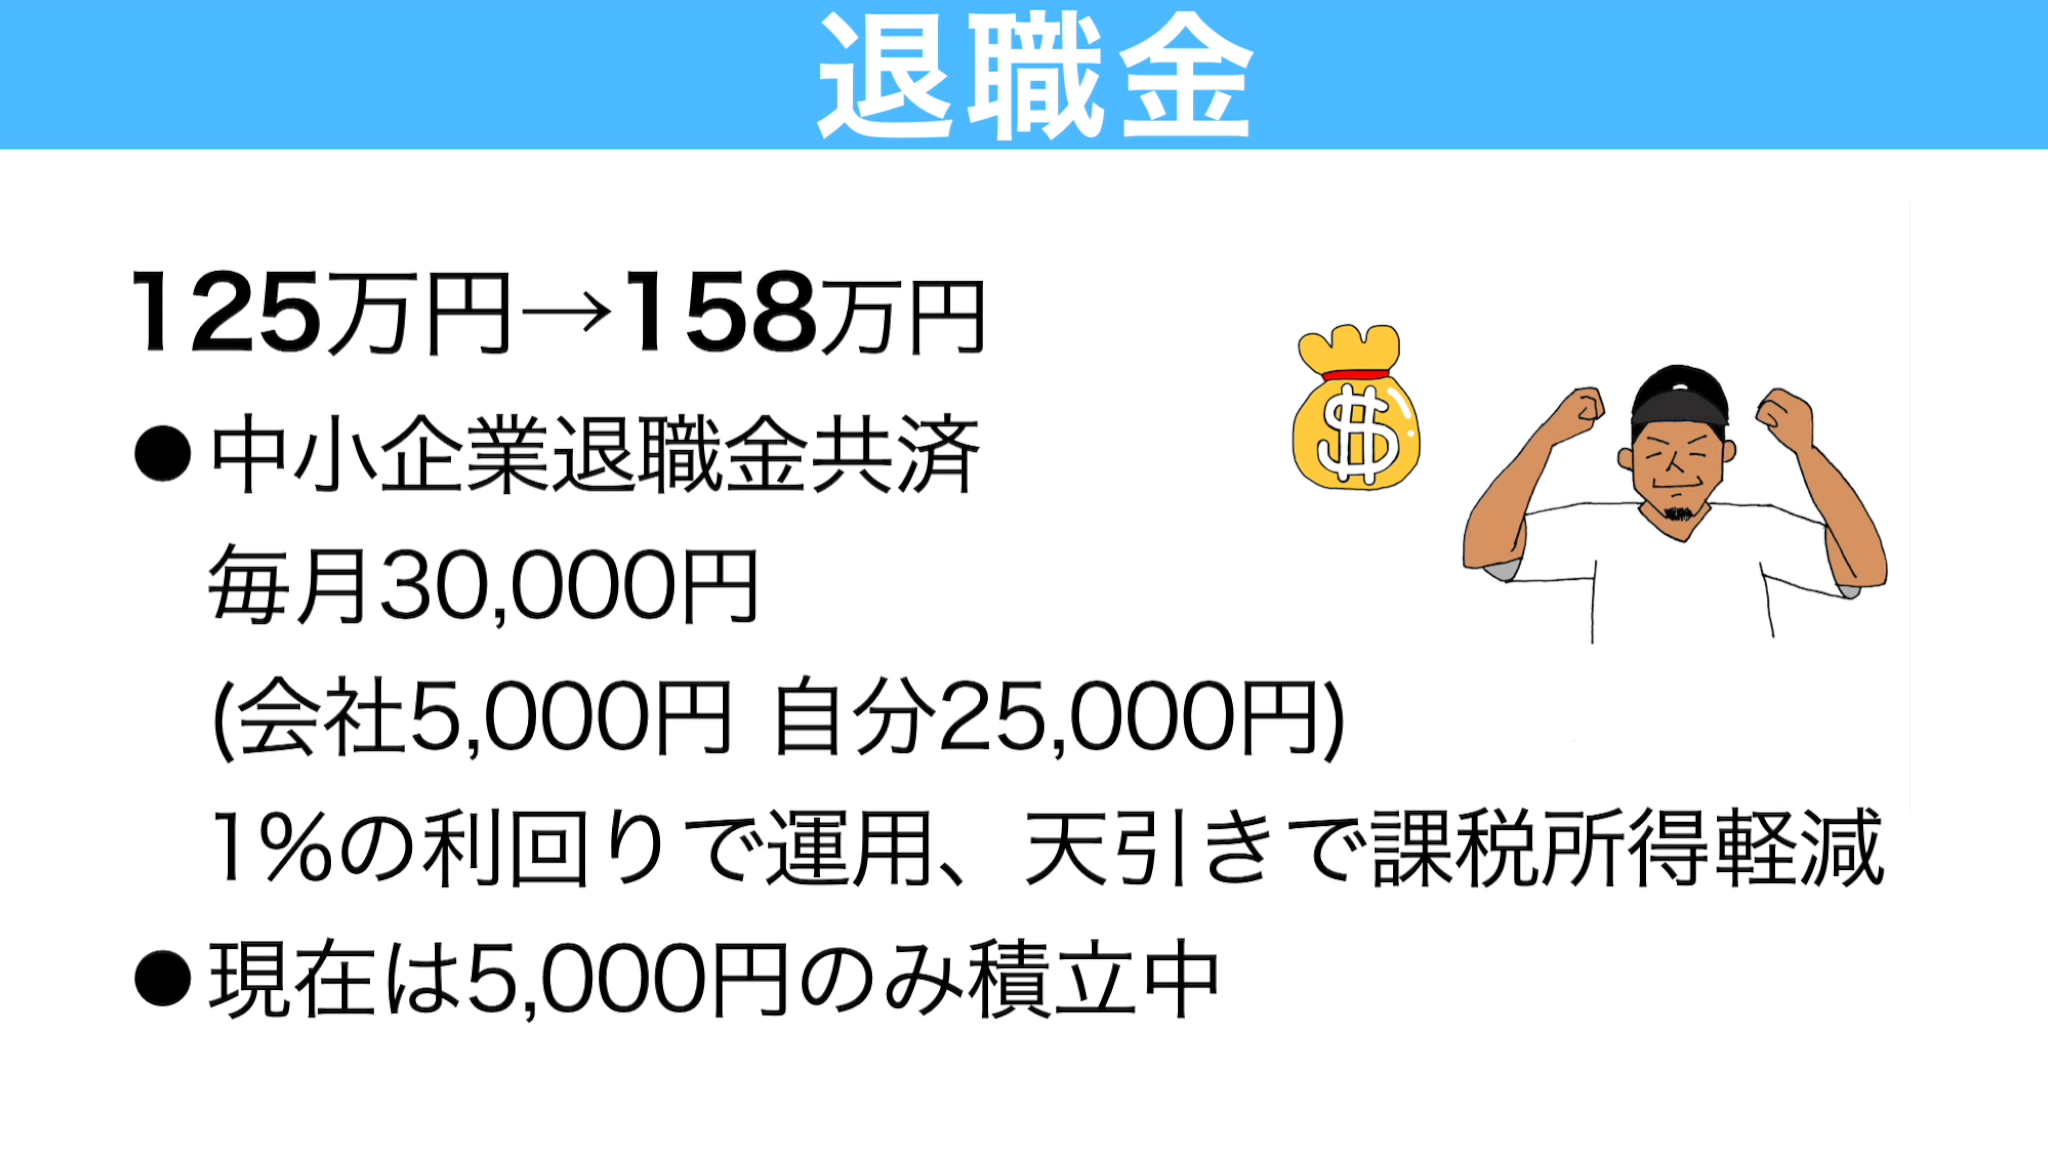 退職金
125万円→158万円
●中小企業退職金共済
毎月30,000円
(会社5,000円 自分25,000円)
1%の利回りで運用、天引きで課税所得軽減
●現在は5,000円のみ積立中